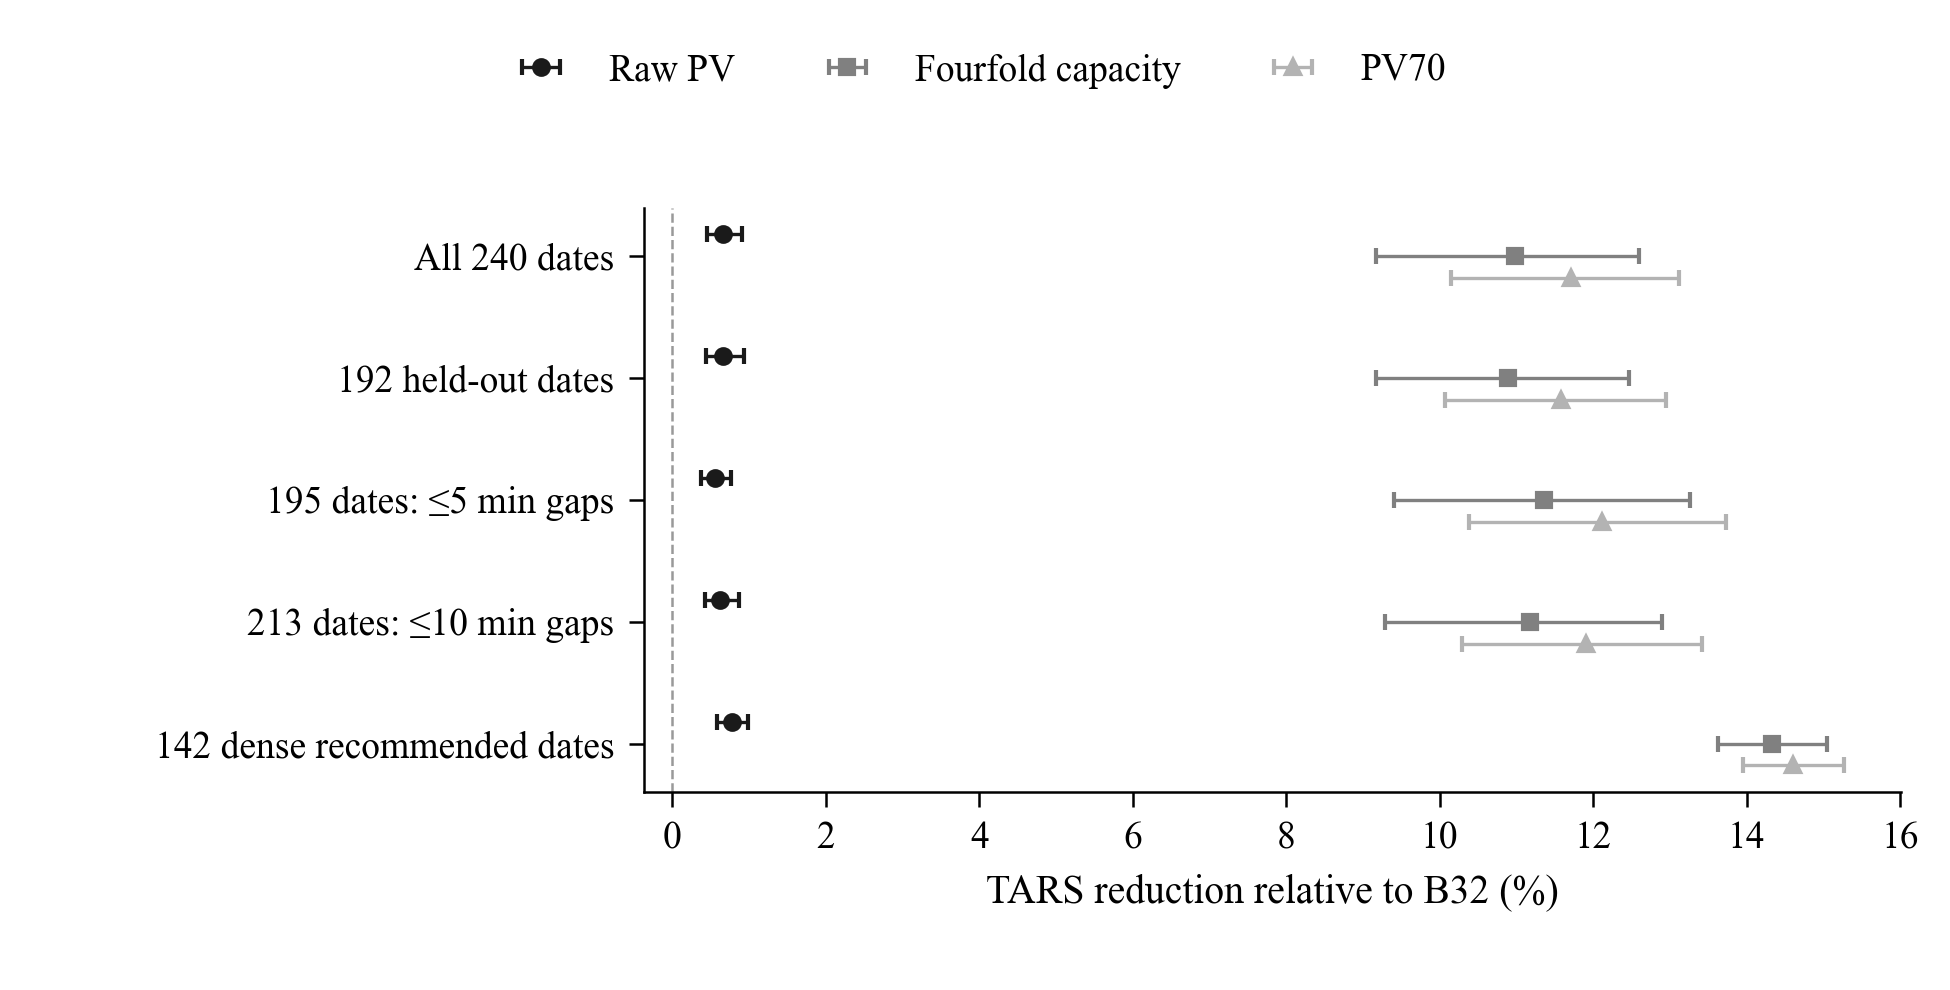 Raw PV Fourfold capacity PV70
All 240 dates
192 held-out dates
195 dates: ≤5 min gaps
213 dates: ≤10 min gaps
142 dense recommended dates
0 2 4 6 8 10 12 14 16
TARS reduction relative to B32 (%)